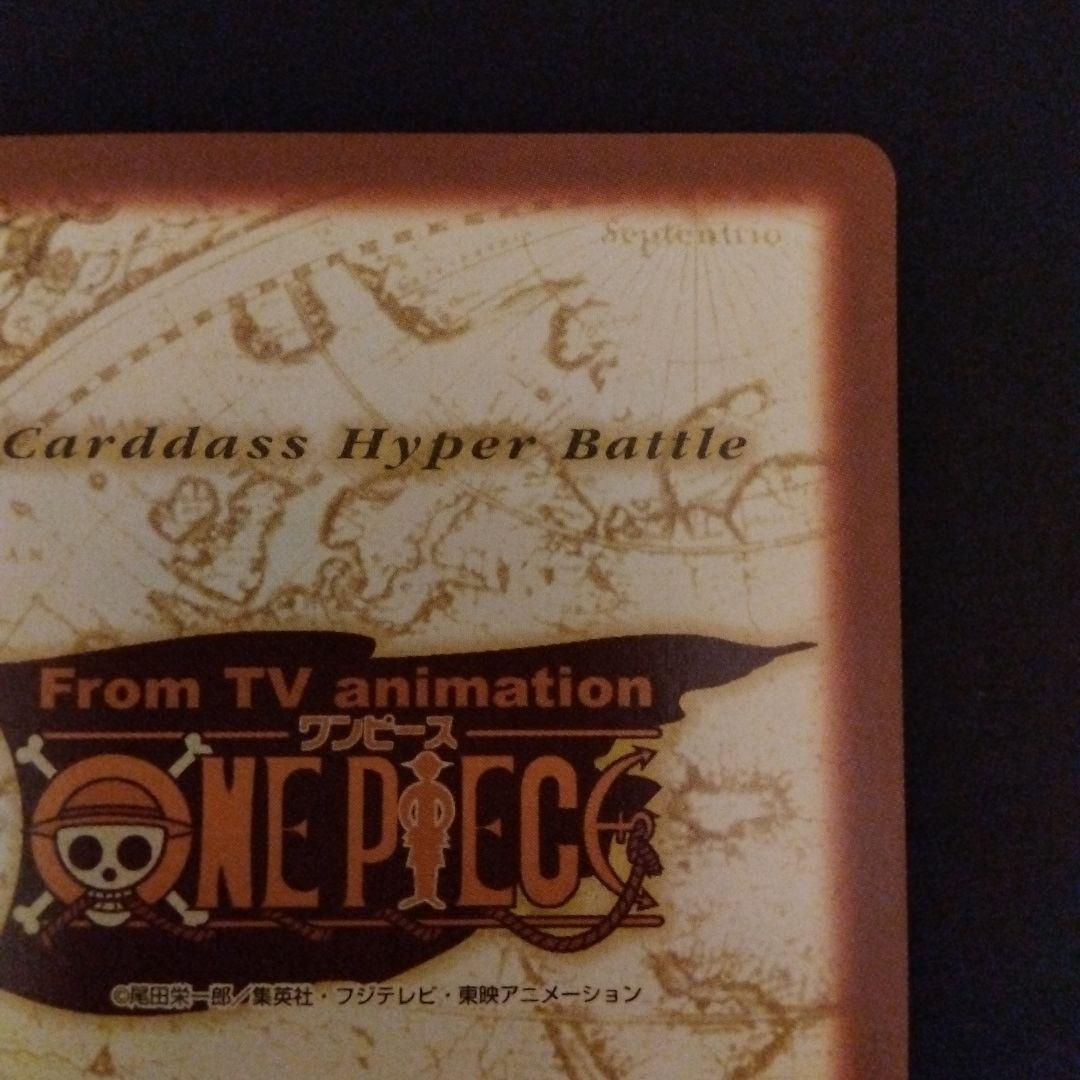 Septentrio
Carddass Hyper Battle
AN
From TV animation
ワンピース
ONE PIECE
©尾田栄一郎／集英社・フジテレビ・東映アニメーション